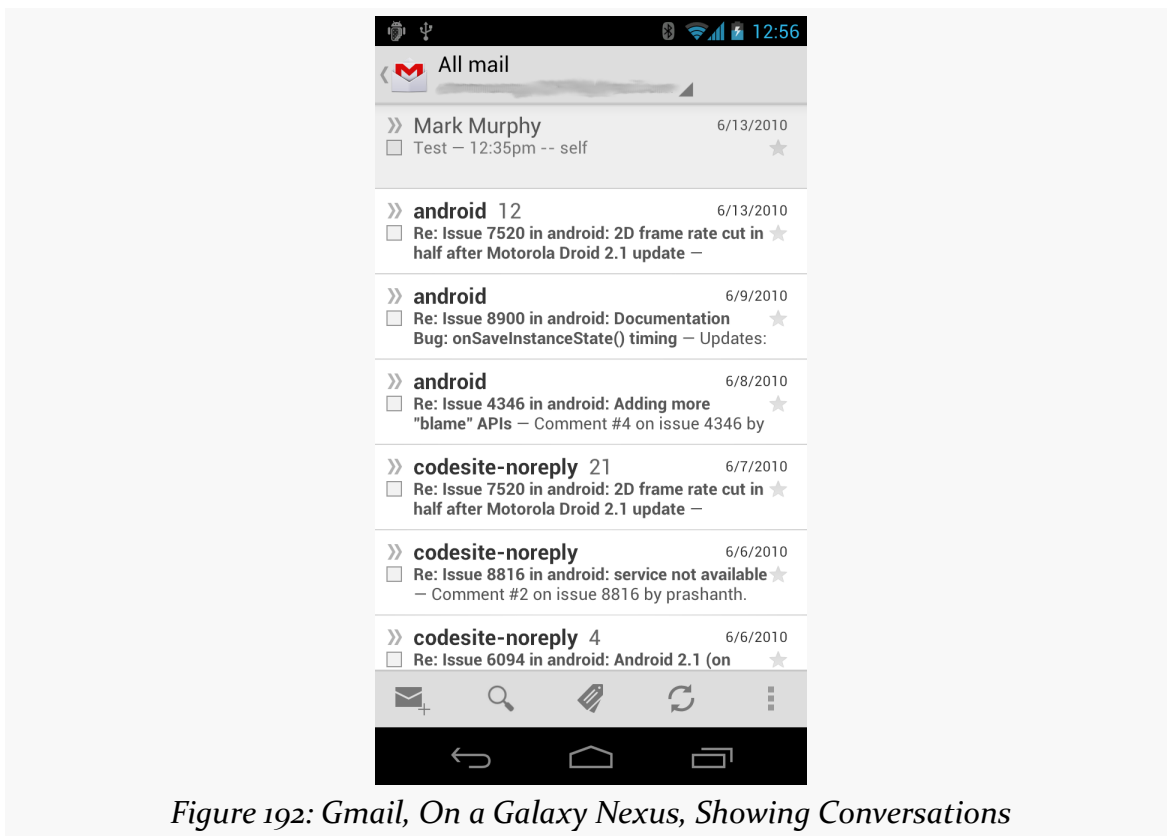 12:56
All mail
Mark Murphy 6/13/2010
Test — 12:35pm -- self
android 12 6/13/2010
Re: Issue 7520 in android: 2D frame rate cut in
half after Motorola Droid 2.1 update —
android 6/9/2010
Re: Issue 8900 in android: Documentation
Bug: onSaveInstanceState() timing — Updates:
android 6/8/2010
Re: Issue 4346 in android: Adding more
"blame" APIs — Comment #4 on issue 4346 by
codesite-noreply 21 6/7/2010
Re: Issue 7520 in android: 2D frame rate cut in
half after Motorola Droid 2.1 update —
codesite-noreply 6/6/2010
Re: Issue 8816 in android: service not available
— Comment #2 on issue 8816 by prashanth.
codesite-noreply 4 6/6/2010
Re: Issue 6094 in android: Android 2.1 (on
Figure 192: Gmail, On a Galaxy Nexus, Showing Conversations